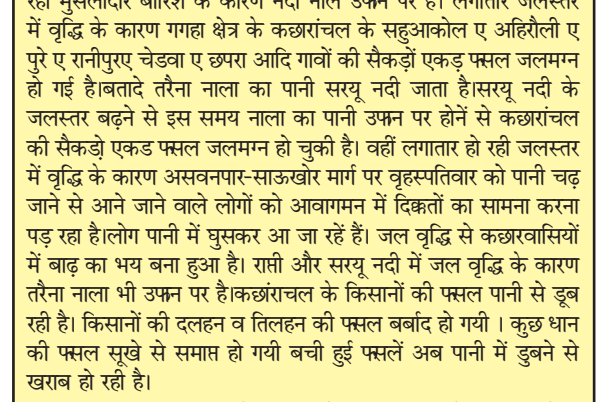 रहा मुसलादार बारिश के कारण नदी नाले उफान पर है। लगातार जलस्तर
में वृद्धि के कारण गगहा क्षेत्र के कछारांचल के सहुआकोल ए अहिरौली ए
पुरे ए रानीपुरए चेडवा ए छपरा आदि गावों की सैकड़ों एकड़ फसल जलमग्न
हो गई है।बतादे तरैना नाला का पानी सरयू नदी जाता है।सरयू नदी के
जलस्तर बढ़ने से इस समय नाला का पानी उफान पर होनें से कछारांचल
की सैकडो़ एकड फसल जलमग्न हो चुकी है। वहीं लगातार हो रही जलस्तर
में वृद्धि के कारण असवनपार-साऊखोर मार्ग पर वृहस्पतिवार को पानी चढ़
जाने से आने जाने वाले लोगों को आवागमन में दिक्कतों का सामना करना
पड़ रहा है।लोग पानी में घुसकर आ जा रहें हैं। जल वृद्धि से कछारवासियों
में बाढ़ का भय बना हुआ है। राप्ती और सरयू नदी में जल वृद्धि के कारण
तरैना नाला भी उफान पर है।कछांराचल के किसानों की फसल पानी से डूब
रही है। किसानों की दलहन व तिलहन की फसल बर्बाद हो गयी । कुछ धान
की फसल सूखे से समाप्त हो गयी बची हुई फसलें अब पानी में डुबने से
खराब हो रही है।